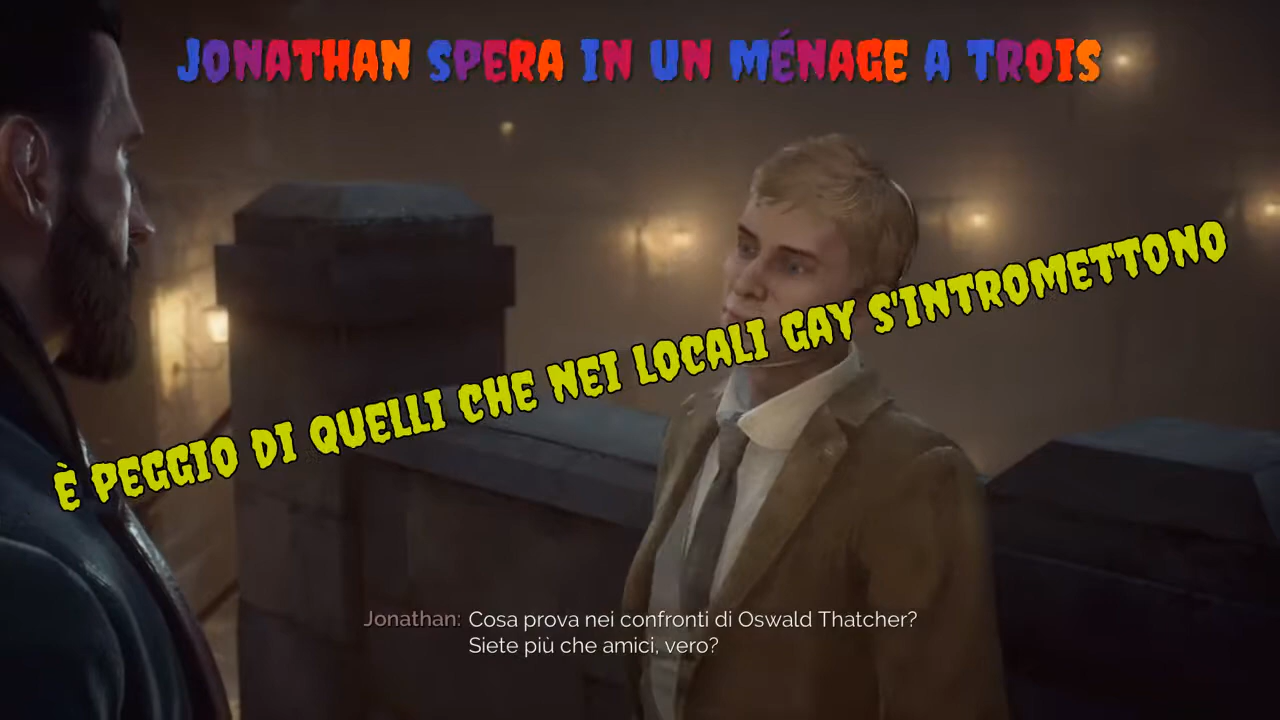 JONATHAN SPERA IN UN MÉNAGE A TROIS
È PEGGIO DI QUELLI CHE NEI LOCALI GAY S'INTROMETTONO
Jonathan: Cosa prova nei confronti di Oswald Thatcher?
Siete più che amici, vero?